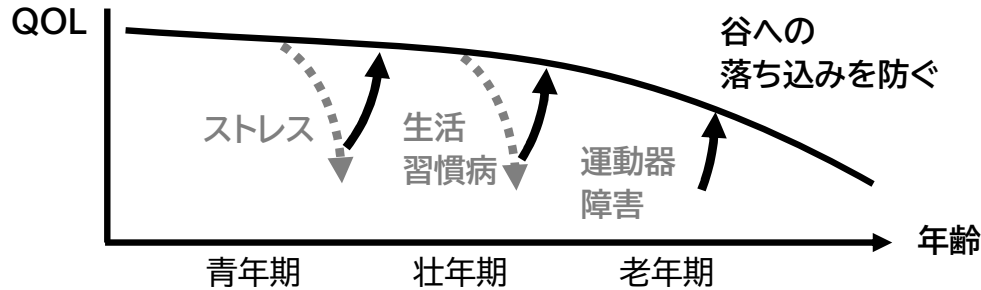 QOL
谷への
落ち込みを防ぐ
ストレス
生活
習慣病
運動器
障害
年齢
青年期
壮年期
老年期